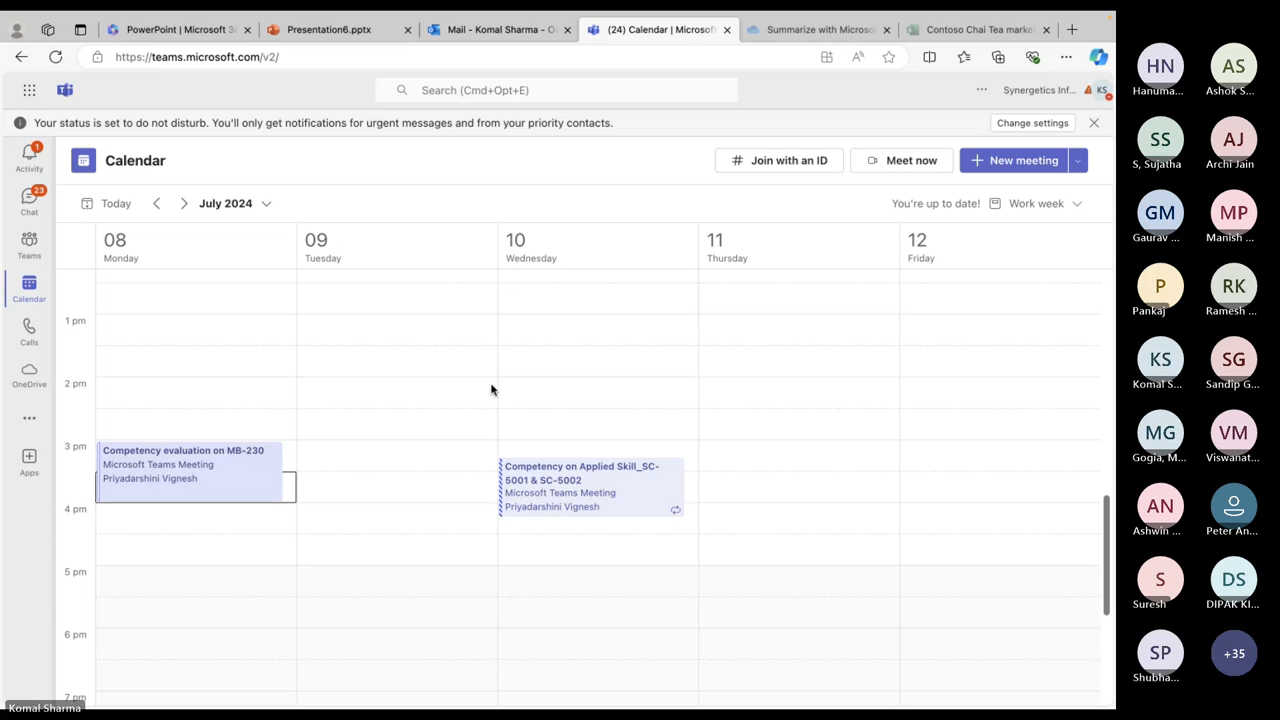 PowerPoint | Microsoft 3
Presentation6.pptx
Mail - Komal Sharma - O
(24) Calendar | Microsof
Summarize with Microso
Contoso Chai Tea marke
https://teams.microsoft.com/v2/
Search (Cmd+Opt+E)
Synergetics Inf...
KS
Your status is set to do not disturb. You'll only get notifications for urgent messages and from your priority contacts.
Change settings
1
Activity
23
Chat
Teams
Calendar
Calls
OneDrive
Apps
Calendar
Join with an ID
Meet now
New meeting
Today
July 2024
You're up to date!
Work week
08
Monday
09
Tuesday
10
Wednesday
11
Thursday
12
Friday
1 pm
2 pm
3 pm
4 pm
5 pm
6 pm
7 pm
Competency evaluation on MB-230
Microsoft Teams Meeting
Priyadarshini Vignesh
Competency on Applied Skill_SC-
5001 & SC-5002
Microsoft Teams Meeting
Priyadarshini Vignesh
Komal Sharma
HN
Hanuma...
AS
Ashok S...
SS
S, Sujatha
AJ
Archi Jain
GM
Gaurav ...
MP
Manish ...
P
Pankaj
RK
Ramesh ...
KS
Komal S...
SG
Sandip G...
MG
Gogia, M...
VM
Viswanat...
AN
Ashwin ...
Peter An...
S
Suresh
DS
DIPAK KI...
SP
Shubha...
+35